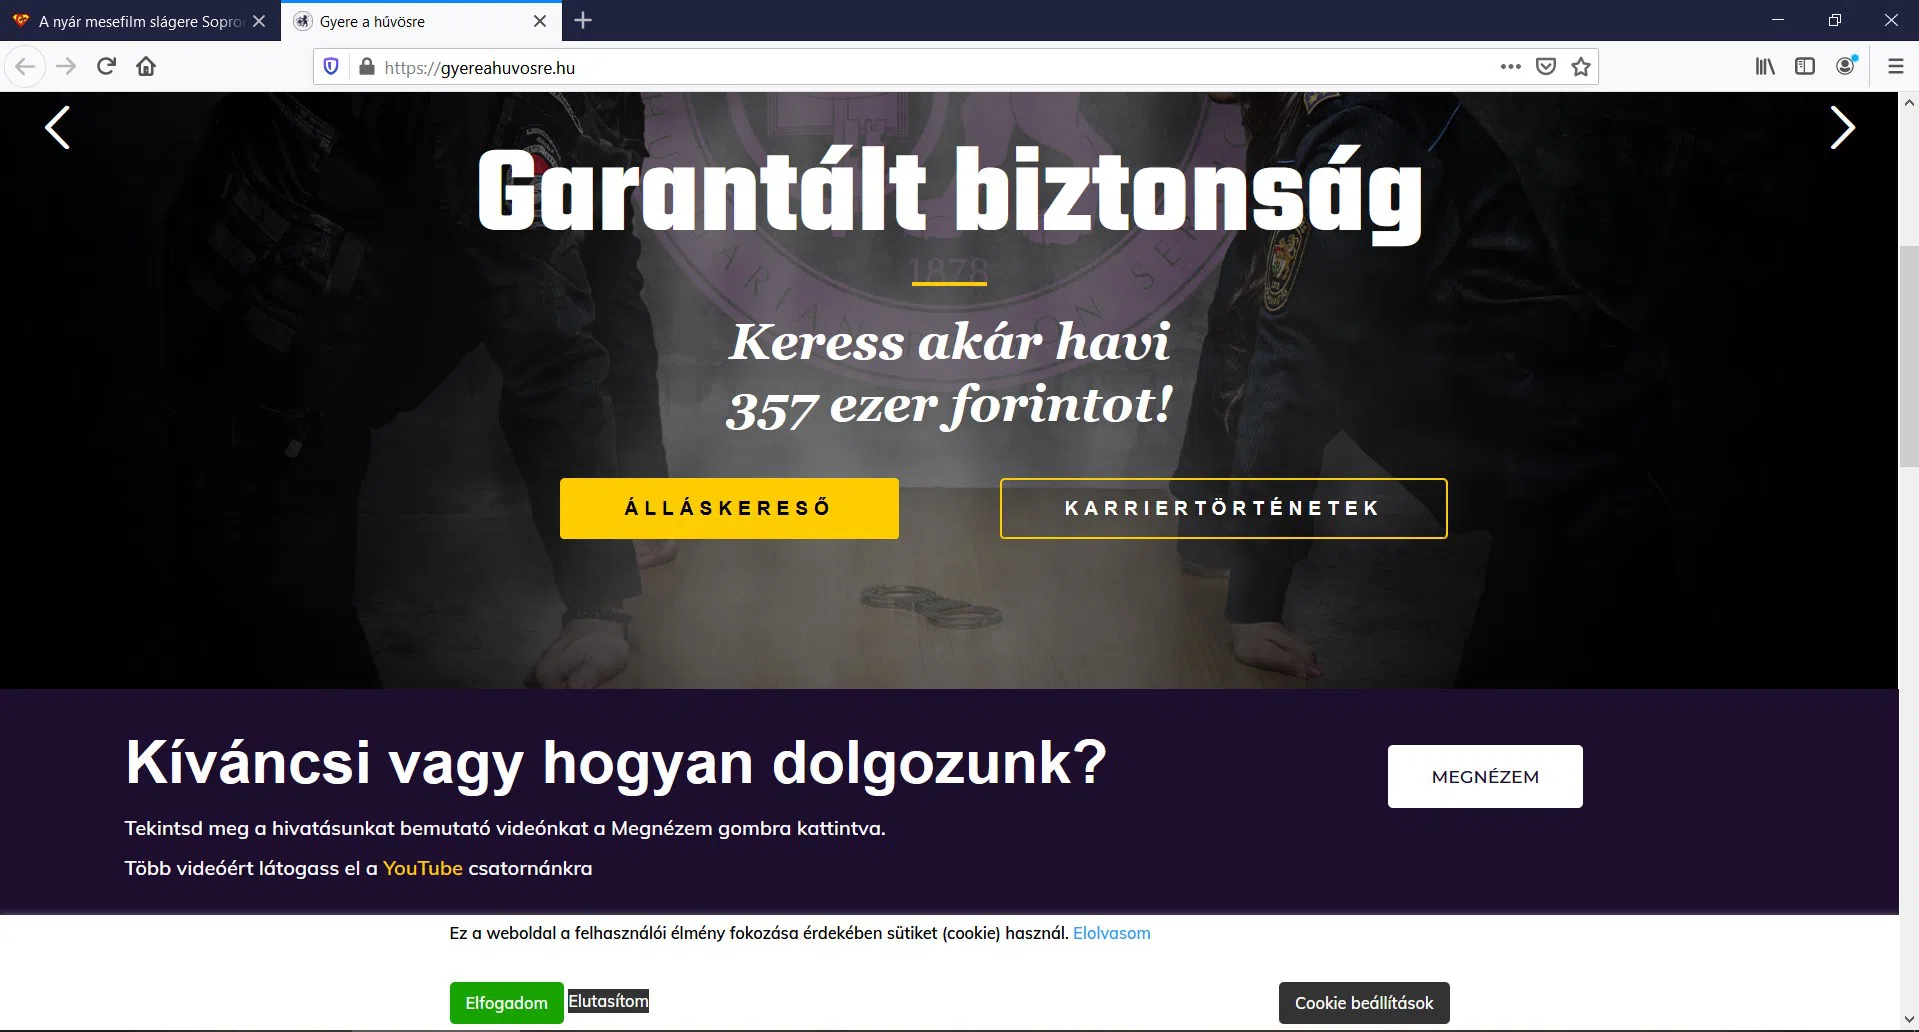 A nyár mesefilm slágere Sopro
Gyere a hűvösre
https://gyereahuvosre.hu
Garantált biztonság
1878
Keress akár havi
357 ezer forintot!
ÁLLÁSKERESŐ
KARRIERTÖRTÉNETEK
Kíváncsi vagy hogyan dolgozunk?
MEGNÉZEM
Tekintsd meg a hivatásunkat bemutató videónkat a Megnézem gombra kattintva.
Több videóért látogass el a YouTube csatornánkra
Ez a weboldal a felhasználói élmény fokozása érdekében sütiket (cookie) használ. Elolvasom
Elfogadom Elutasítom
Cookie beállítások